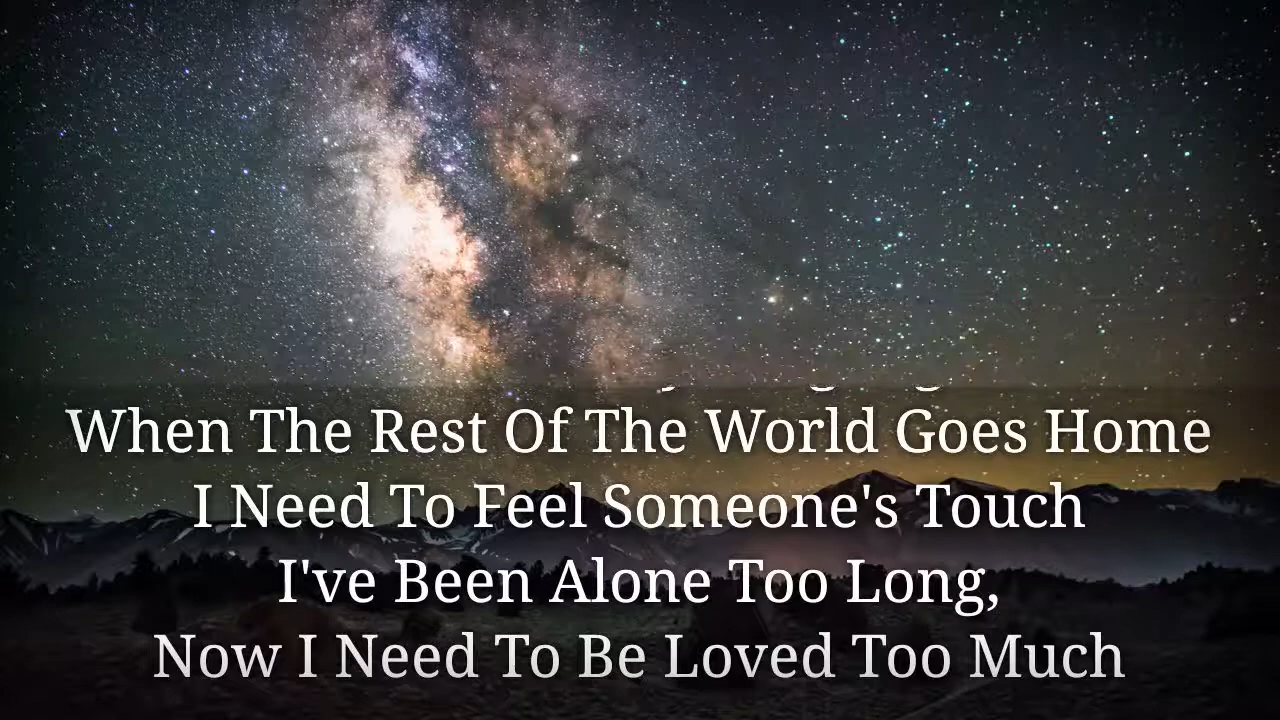 When The Rest Of The World Goes Home
I Need To Feel Someone's Touch
I've Been Alone Too Long,
Now I Need To Be Loved Too Much